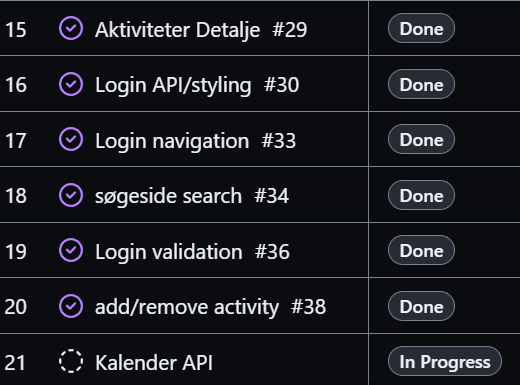 15 Aktiviteter Detalje #29 Done
16 Login API/styling #30 Done
17 Login navigation #33 Done
18 søgeside search #34 Done
19 Login validation #36 Done
20 add/remove activity #38 Done
21 Kalender API In Progress